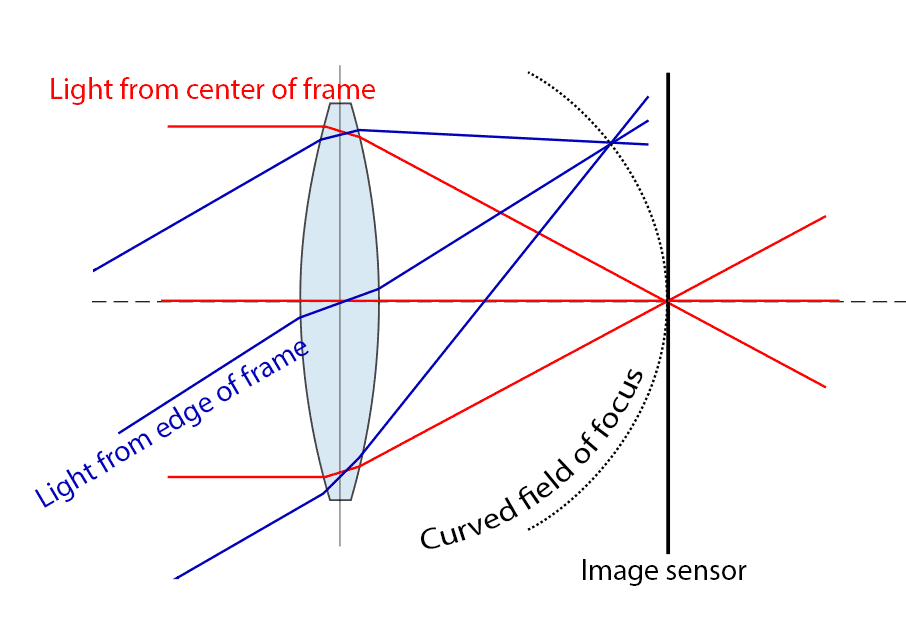 Light from center of frame
Light from edge of frame
Curved field of focus
Image sensor